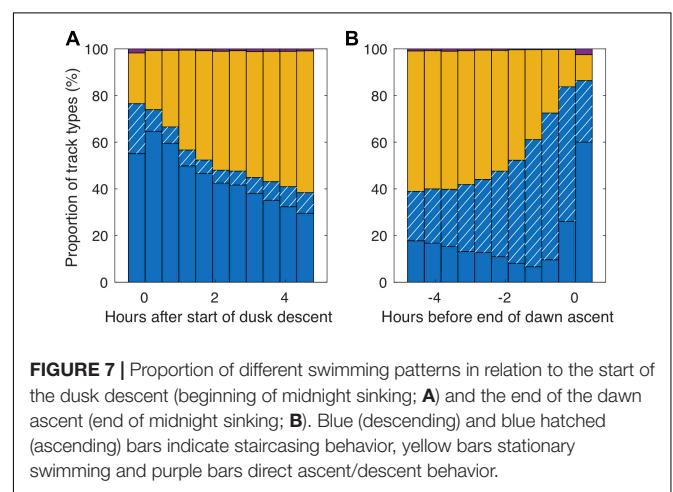 A
B
100
80
60
40
20
0
Proportion of track types (%)
0 2 4
Hours after start of dusk descent
100
80
60
40
20
0
-4 -2 0
Hours before end of dawn ascent
FIGURE 7 | Proportion of different swimming patterns in relation to the start of
the dusk descent (beginning of midnight sinking; A) and the end of the dawn
ascent (end of midnight sinking; B). Blue (descending) and blue hatched
(ascending) bars indicate staircasing behavior, yellow bars stationary
swimming and purple bars direct ascent/descent behavior.